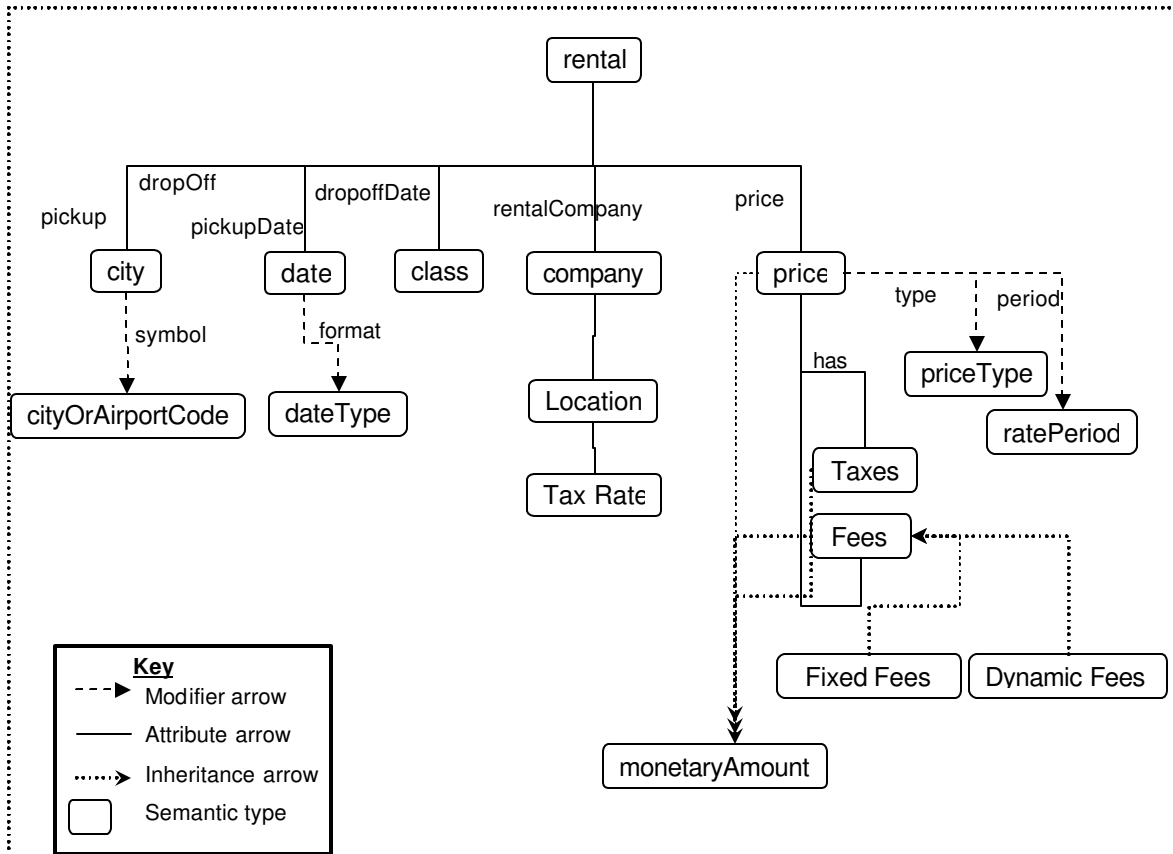 rental
dropOff
dropoffDate
price
pickup
pickupDate
rentalCompany
city
date
class
company
price
symbol
format
type
period
has
cityOrAirportCode
dateType
Location
priceType
ratePeriod
Tax Rate
Taxes
Fees
Fixed Fees
Dynamic Fees
monetaryAmount
Key
Modifier arrow
Attribute arrow
Inheritance arrow
Semantic type